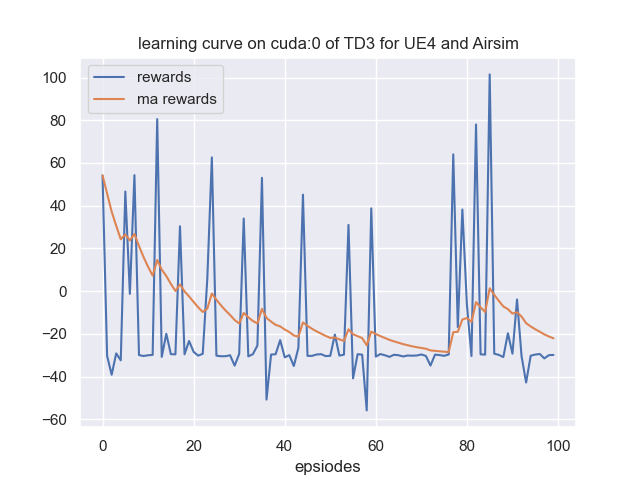 learning curve on cuda:0 of TD3 for UE4 and Airsim
rewards
ma rewards
100
80
60
40
20
0
−20
−40
−60
0 20 40 60 80 100
epsiodes